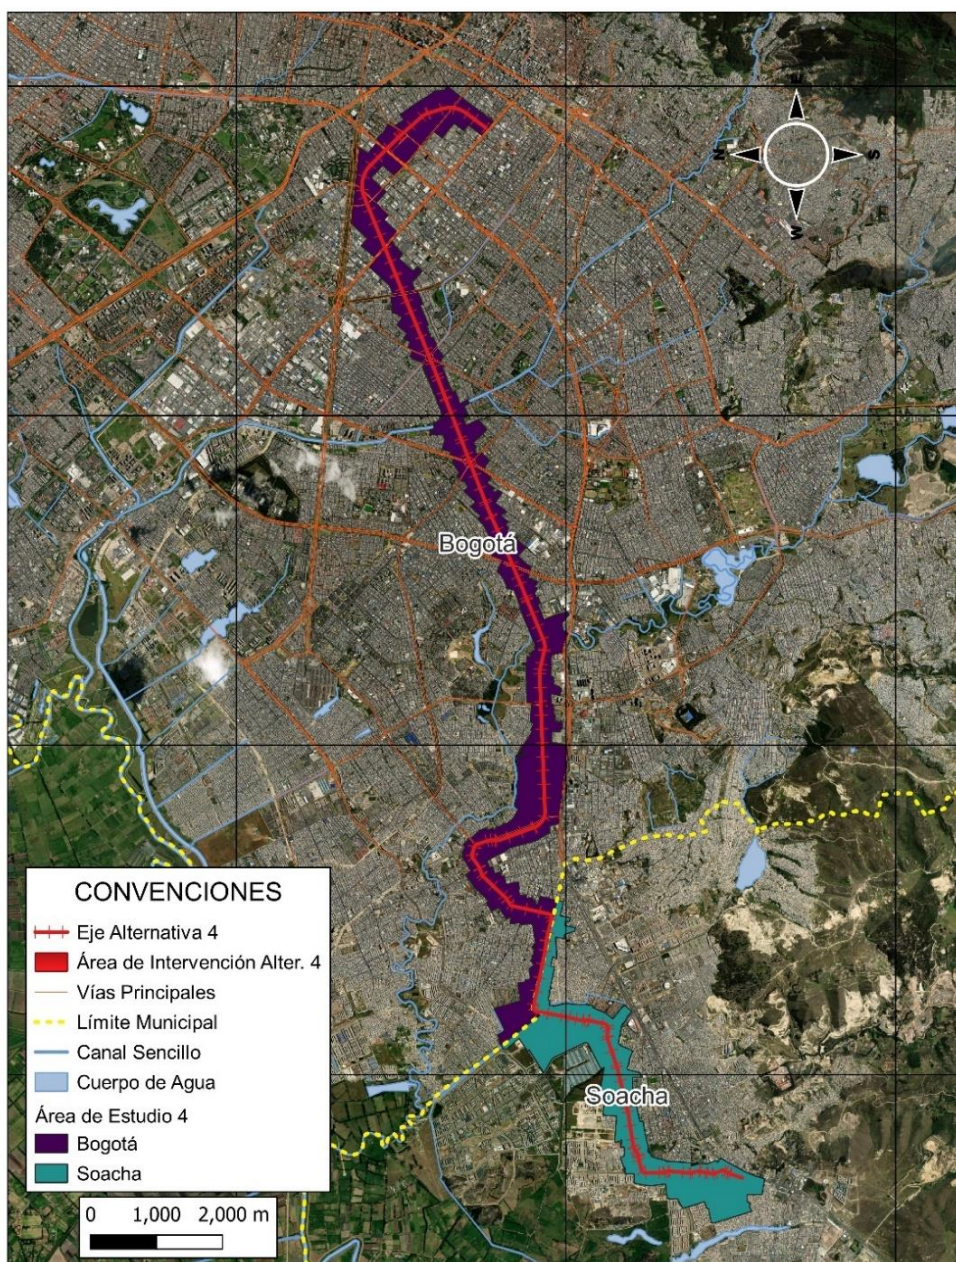 E
N
S
W
Bogotá
Soacha
CONVENCIONES
Eje Alternativa 4
Área de Intervención Alter. 4
Vías Principales
Límite Municipal
Canal Sencillo
Cuerpo de Agua
Área de Estudio 4
Bogotá
Soacha
0 1,000 2,000 m